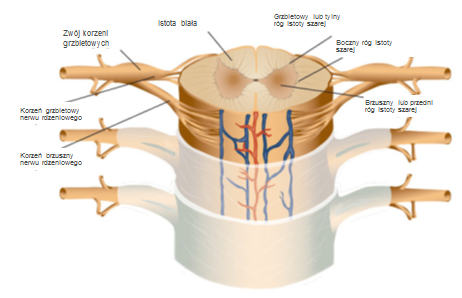 Zwój korzeni
grzbietowych
Istota biała
Grzbietowy lub tylny
róg istoty szarej
Boczny róg istoty
szarej
Brzuszny lub przedni
róg istoty szarej
Korzeń grzbietowy
nerwu rdzeniowego
Korzeń brzuszny
nerwu rdzeniowego